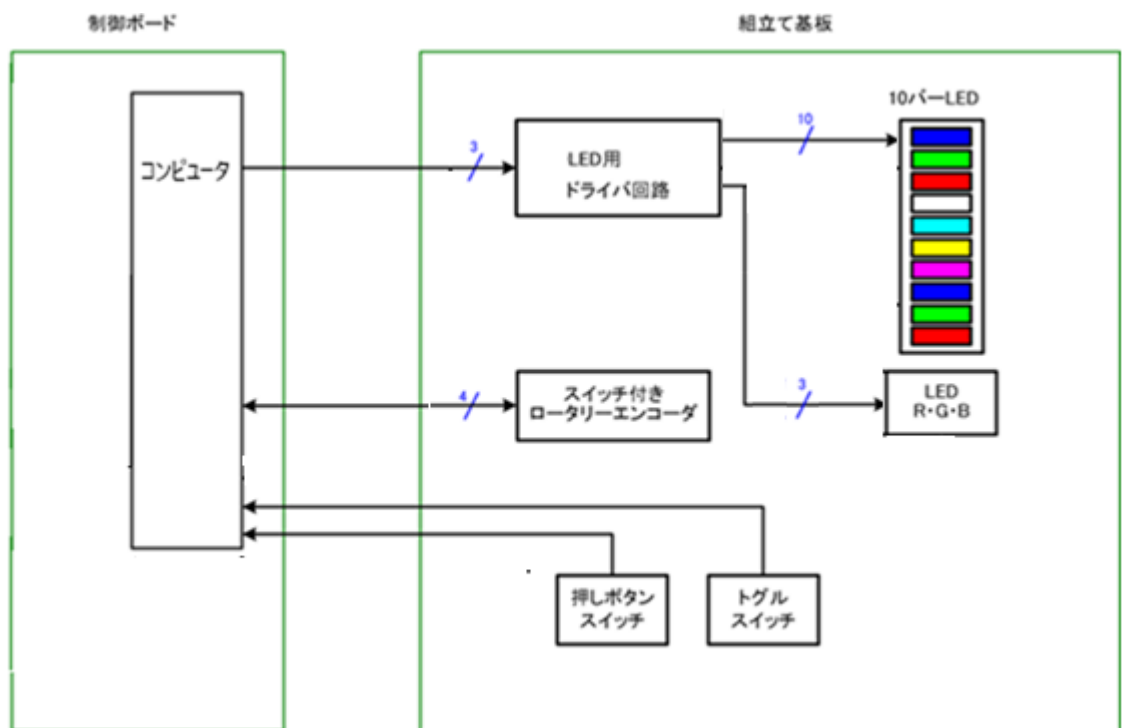 制御ボード
組立て基板
コンピュータ
3
LED用
ドライバ回路
10
10バーLED
4
スイッチ付き
ロータリーエンコーダ
3
LED
R・G・B
押しボタン
スイッチ
トグル
スイッチ